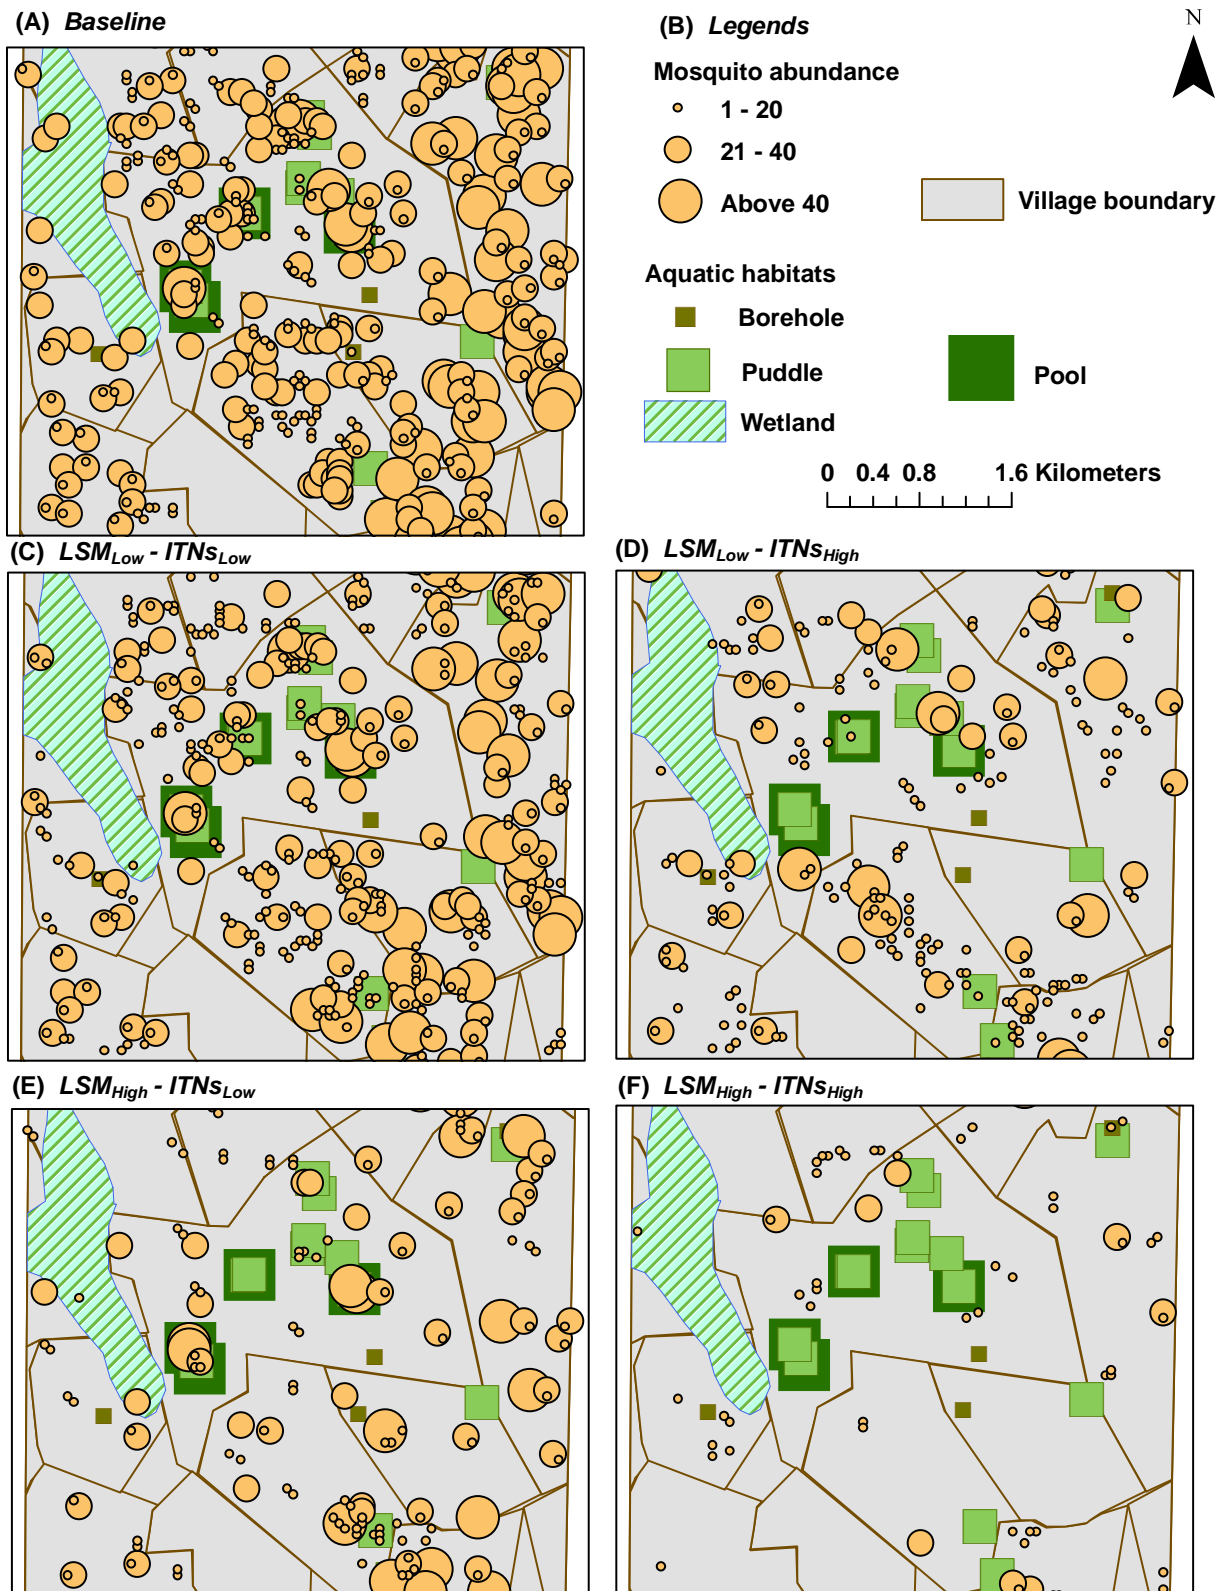 (A) Baseline
(B) Legends
N
Mosquito abundance
1 - 20
21 - 40
Above 40
Village boundary
Aquatic habitats
Borehole
Puddle
Pool
Wetland
0 0.4 0.8 1.6 Kilometers
(C) LSMLow - ITNsLow
(D) LSMLow - ITNsHigh
(E) LSMHigh - ITNsLow
(F) LSMHigh - ITNsHigh